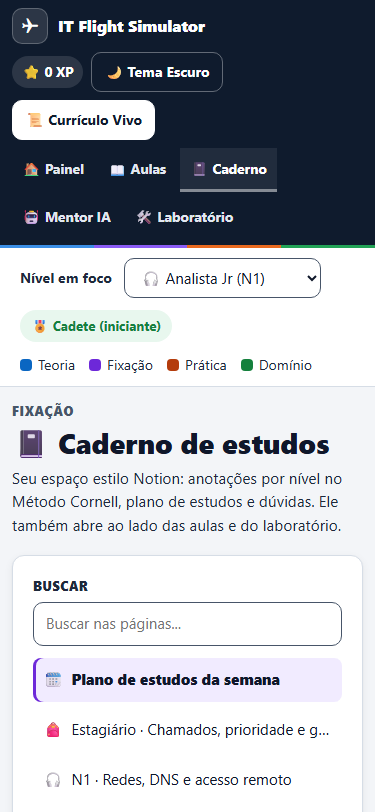 IT Flight Simulator
0 XP
Tema Escuro
Currículo Vivo
Painel
Aulas
Caderno
Mentor IA
Laboratório
Nível em foco
Analista Jr (N1)
Cadete (iniciante)
Teoria
Fixação
Prática
Domínio
FIXAÇÃO
Caderno de estudos
Seu espaço estilo Notion: anotações por nível no
Método Cornell, plano de estudos e dúvidas. Ele
também abre ao lado das aulas e do laboratório.
BUSCAR
Buscar nas páginas...
Plano de estudos da semana
Estagiário · Chamados, prioridade e g...
N1 · Redes, DNS e acesso remoto